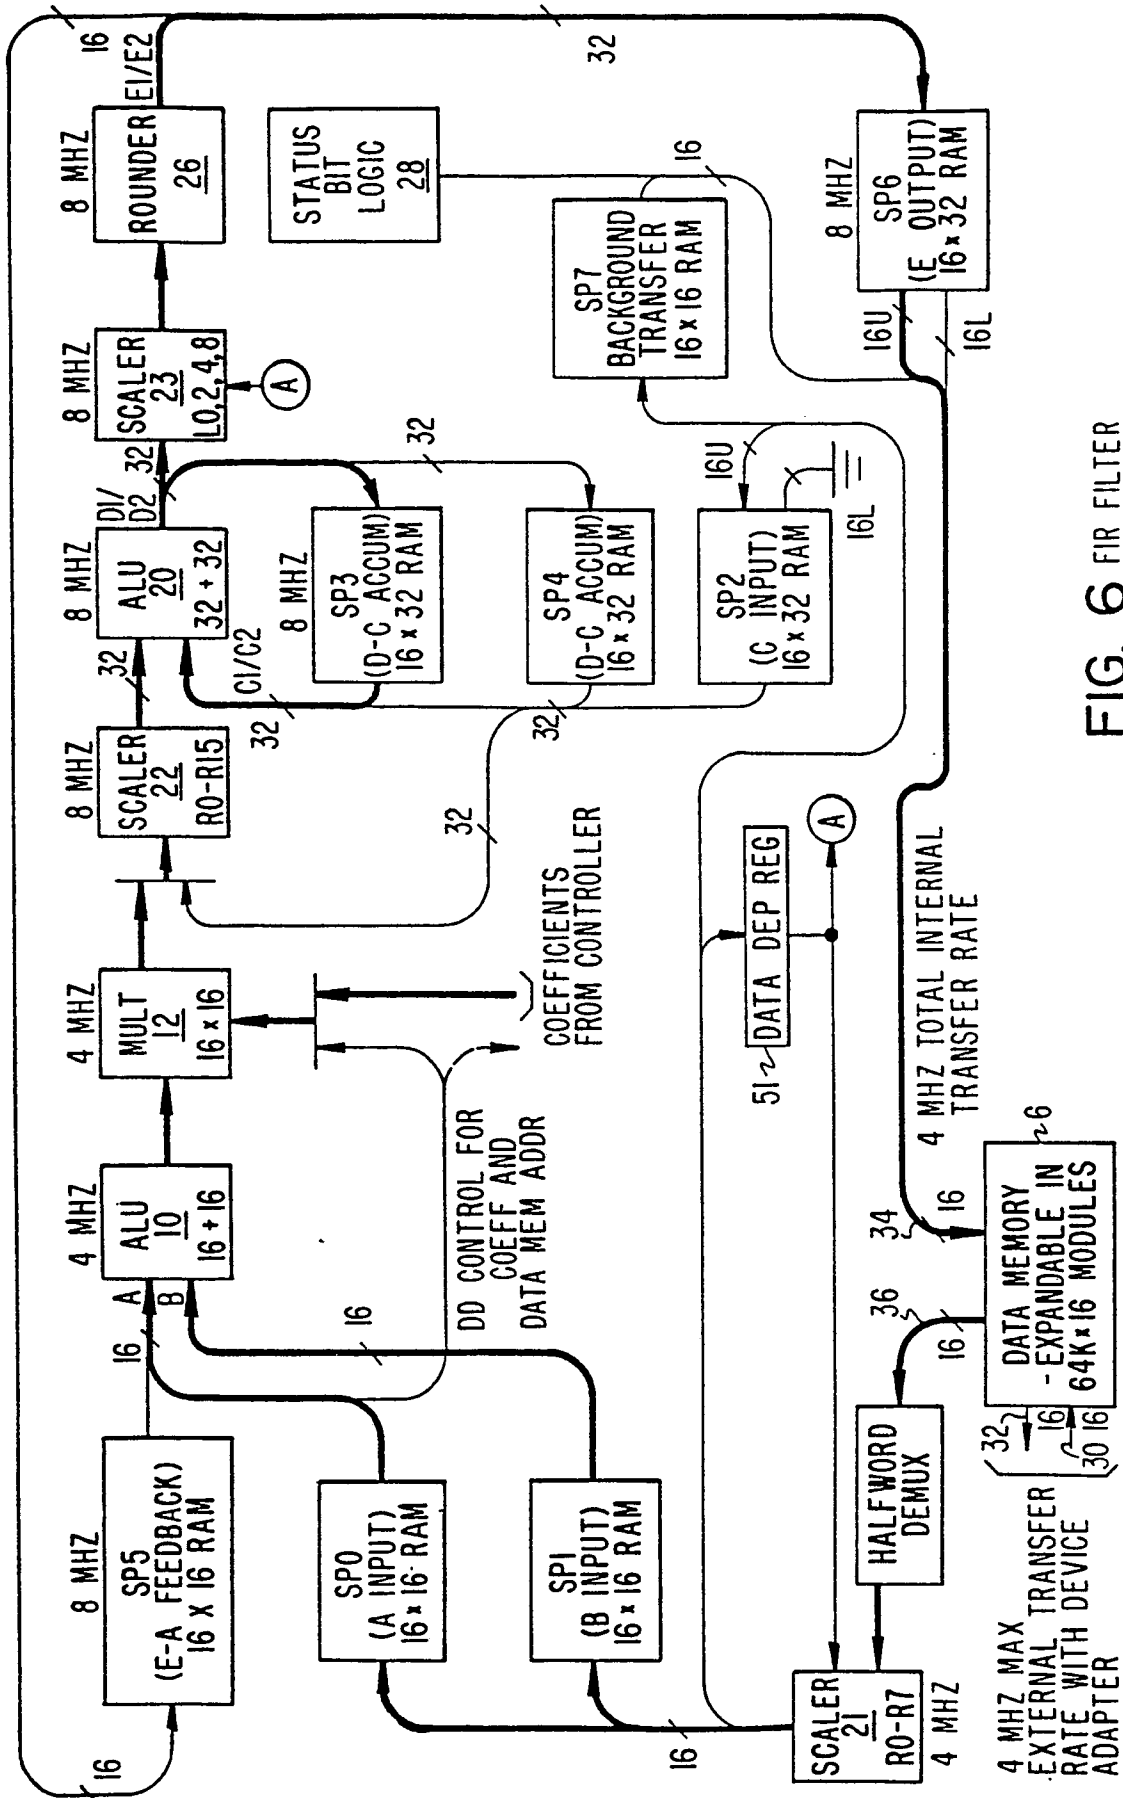 16
8 MHZ
SP5
(E-A FEEDBACK)
16 X 16 RAM
16
A
B
8 MHZ
4 MHZ
ALU
10
16 + 16
4 MHZ
MULT
12
16 × 16
8 MHZ
SCALER
22
R0-R15
32
8 MHZ
ALU
20
32 + 32
D1/
D2
32
8 MHZ
SCALER
23
L0,2,4,8
A
8 MHZ
ROUNDER
26
E1/E2
16
SP0
(A INPUT)
16 × 16 RAM
16
DD CONTROL FOR
COEFF AND
DATA MEM ADDR
COEFFICIENTS
FROM CONTROLLER
32
C1/C2
32
SP3
(D-C ACCUM)
16 × 32 RAM
32
STATUS
BIT
LOGIC
28
32
SP1
(B INPUT)
16 × 16 RAM
32
SP4
(D-C ACCUM)
16 × 32 RAM
SP7
BACKGROUND
TRANSFER
16 × 16 RAM
16
16
SP2
(C INPUT)
16 × 32 RAM
16U
16L
51
DATA DEP REG
A
8 MHZ
SP6
(E OUTPUT)
16 × 32 RAM
16U
16L
SCALER
21
R0-R7
4 MHZ
HALFWORD
DEMUX
36
16
34
16
4 MHZ TOTAL INTERNAL
TRANSFER RATE
4 MHZ MAX
EXTERNAL TRANSFER
RATE WITH DEVICE
ADAPTER
32
16
30
16
DATA MEMORY
- EXPANDABLE IN
64K×16 MODULES
6
FIG. 6 FIR FILTER